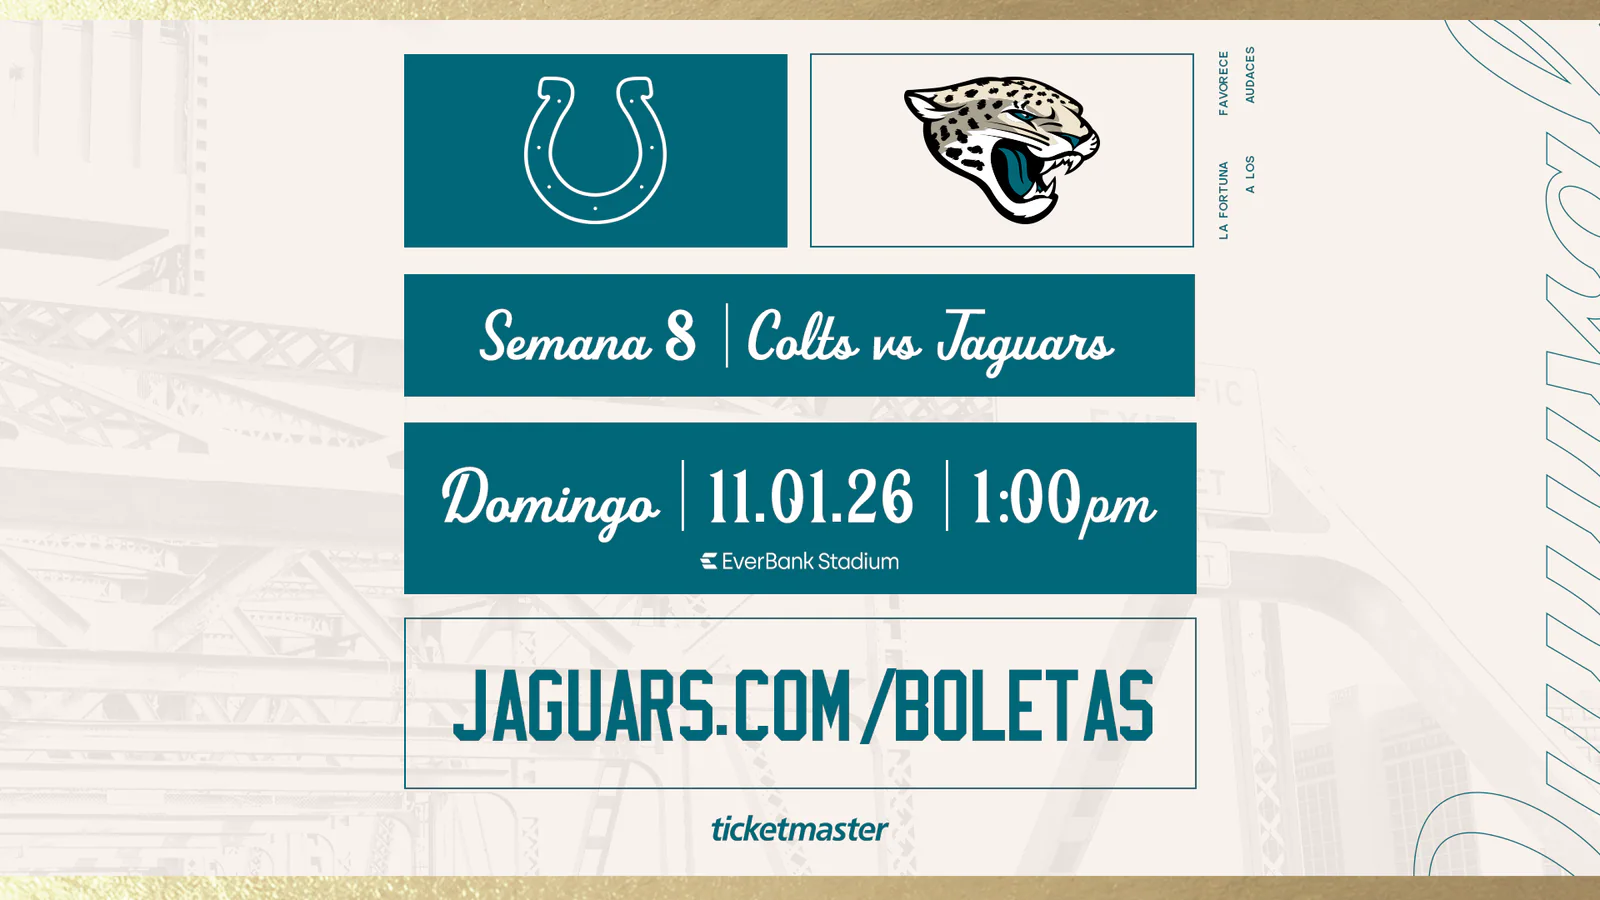 LA FORTUNA FAVORECE
A LOS AUDACES
Semana 8 | Colts vs Jaguars
Domingo | 11.01.26 | 1:00pm
EverBank Stadium
JAGUARS.COM/BOLETAS
ticketmaster
EXIT